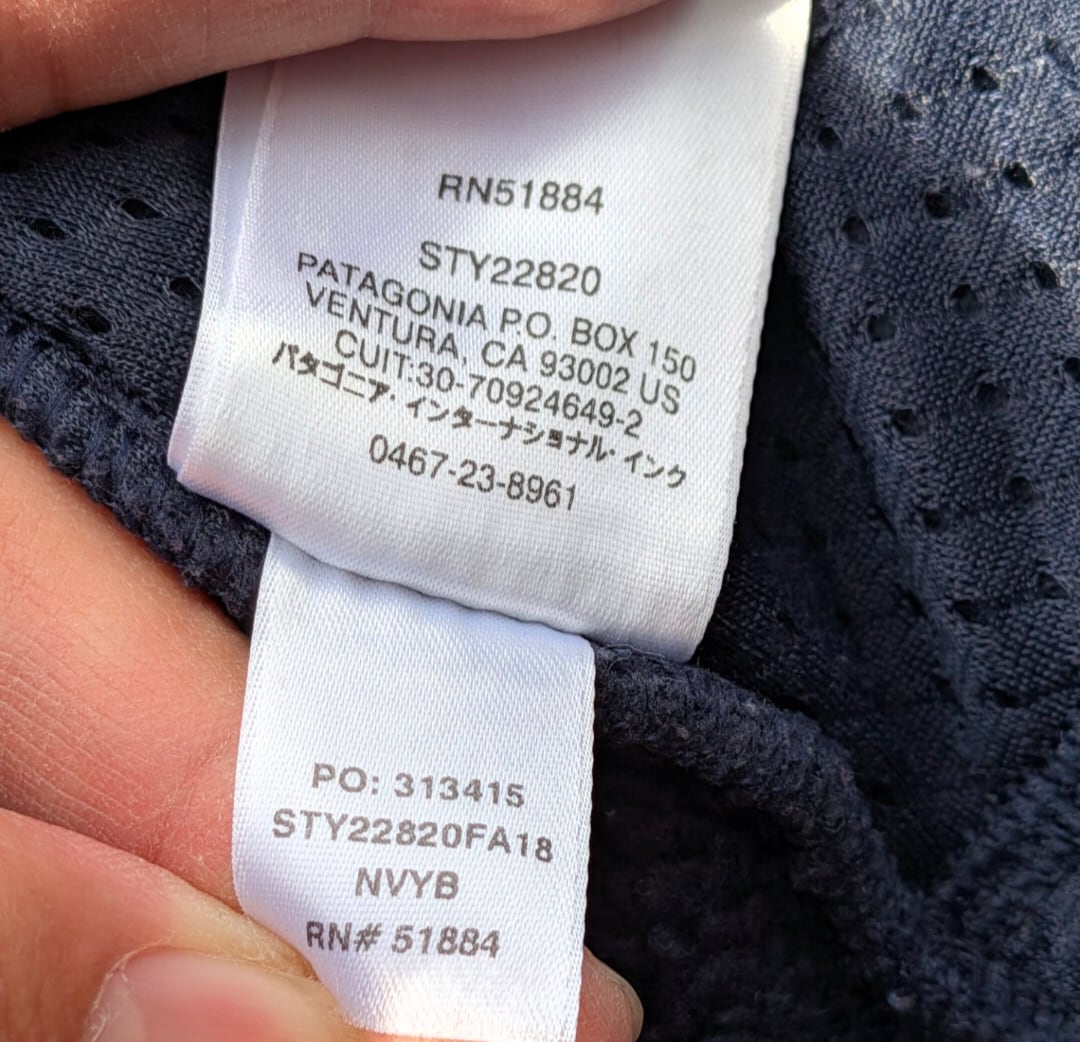 RN51884
STY22820
PATAGONIA P.O. BOX 150
VENTURA, CA 93002 US
CUIT:30-70924649-2
パタゴニア・インターナショナル・インク
0467-23-8961
PO: 313415
STY22820FA18
NVYB
RN# 51884